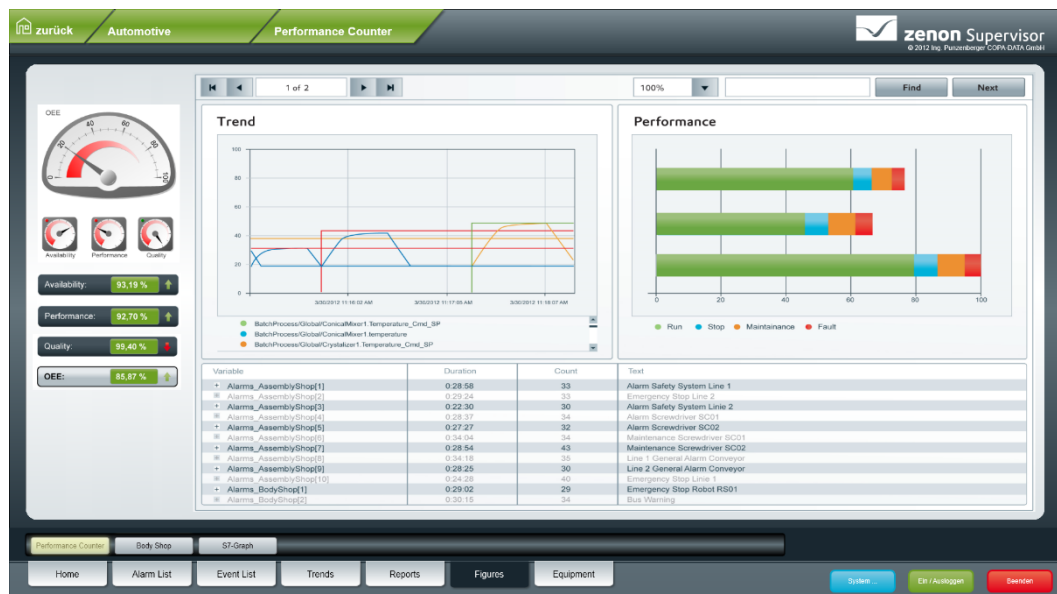 zurück
Automotive
Performance Counter
zenon Supervisor
© 2012 Ing. Punzenberger COPA-DATA GmbH
1 of 2
100%
Find
Next
OEE
0 20 40 60 80 100
Availability
Performance
Quality
Availability: 93,19 %
Performance: 92,70 %
Quality: 99,40 %
OEE: 85,87 %
Trend
100
80
60
40
20
0
3/30/2012 11:16:02 AM
3/30/2012 11:17:05 AM
3/30/2012 11:18:07 AM
BatchProcess/Global/ConicalMixer1.Temperature_Cmd_SP
BatchProcess/Global/ConicalMixer1.temperature
BatchProcess/Global/Crystalizer1.Temperature_Cmd_SP
Performance
0 20 40 60 80 100
Run Stop Maintainance Fault
Variable Duration Count Text
Alarms_AssemblyShop[1] 0:28:58 33 Alarm Safety System Line 1
Alarms_AssemblyShop[2] 0:29:24 33 Emergency Stop Line 2
Alarms_AssemblyShop[3] 0:22:30 30 Alarm Safety System Linie 2
Alarms_AssemblyShop[4] 0:28:37 34 Alarm Screwdriver SC01
Alarms_AssemblyShop[5] 0:27:27 32 Alarm Screwdriver SC02
Alarms_AssemblyShop[6] 0:34:04 34 Maintenance Screwdriver SC01
Alarms_AssemblyShop[7] 0:28:54 43 Maintenance Screwdriver SC02
Alarms_AssemblyShop[8] 0:34:18 35 Line 1 General Alarm Conveyor
Alarms_AssemblyShop[9] 0:28:25 30 Line 2 General Alarm Conveyor
Alarms_AssemblyShop[10] 0:24:28 40 Emergency Stop Linie 1
Alarms_BodyShop[1] 0:29:02 29 Emergency Stop Robot RS01
Alarms_BodyShop[2] 0:30:15 34 Bus Warning
Performance Counter
Body Shop
S7-Graph
Home
Alarm List
Event List
Trends
Reports
Figures
Equipment
System ...
Ein / Ausloggen
Beenden